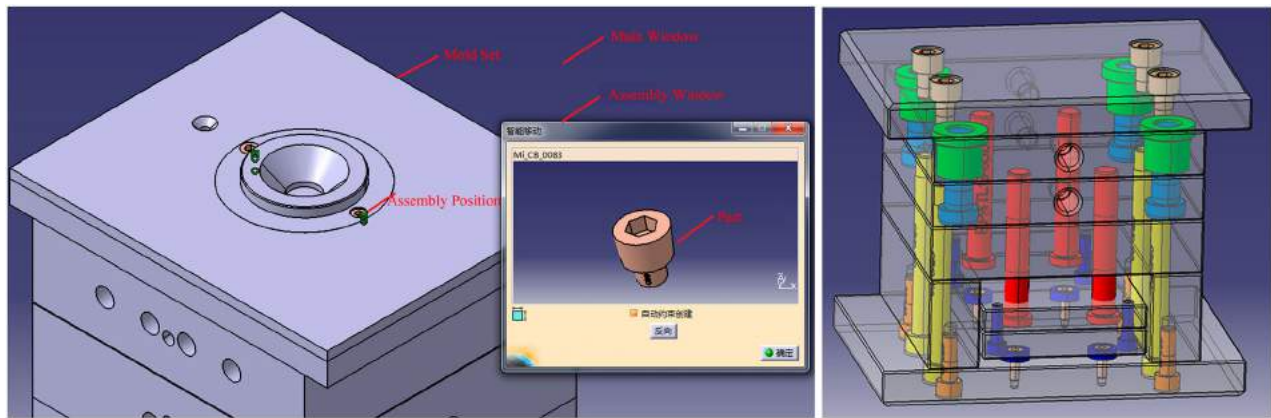 Main Window
Mold Set
Assembly Window
智能移动
Mi_CB_0083
Assembly Position
Part
自动约束创建
反向
确定